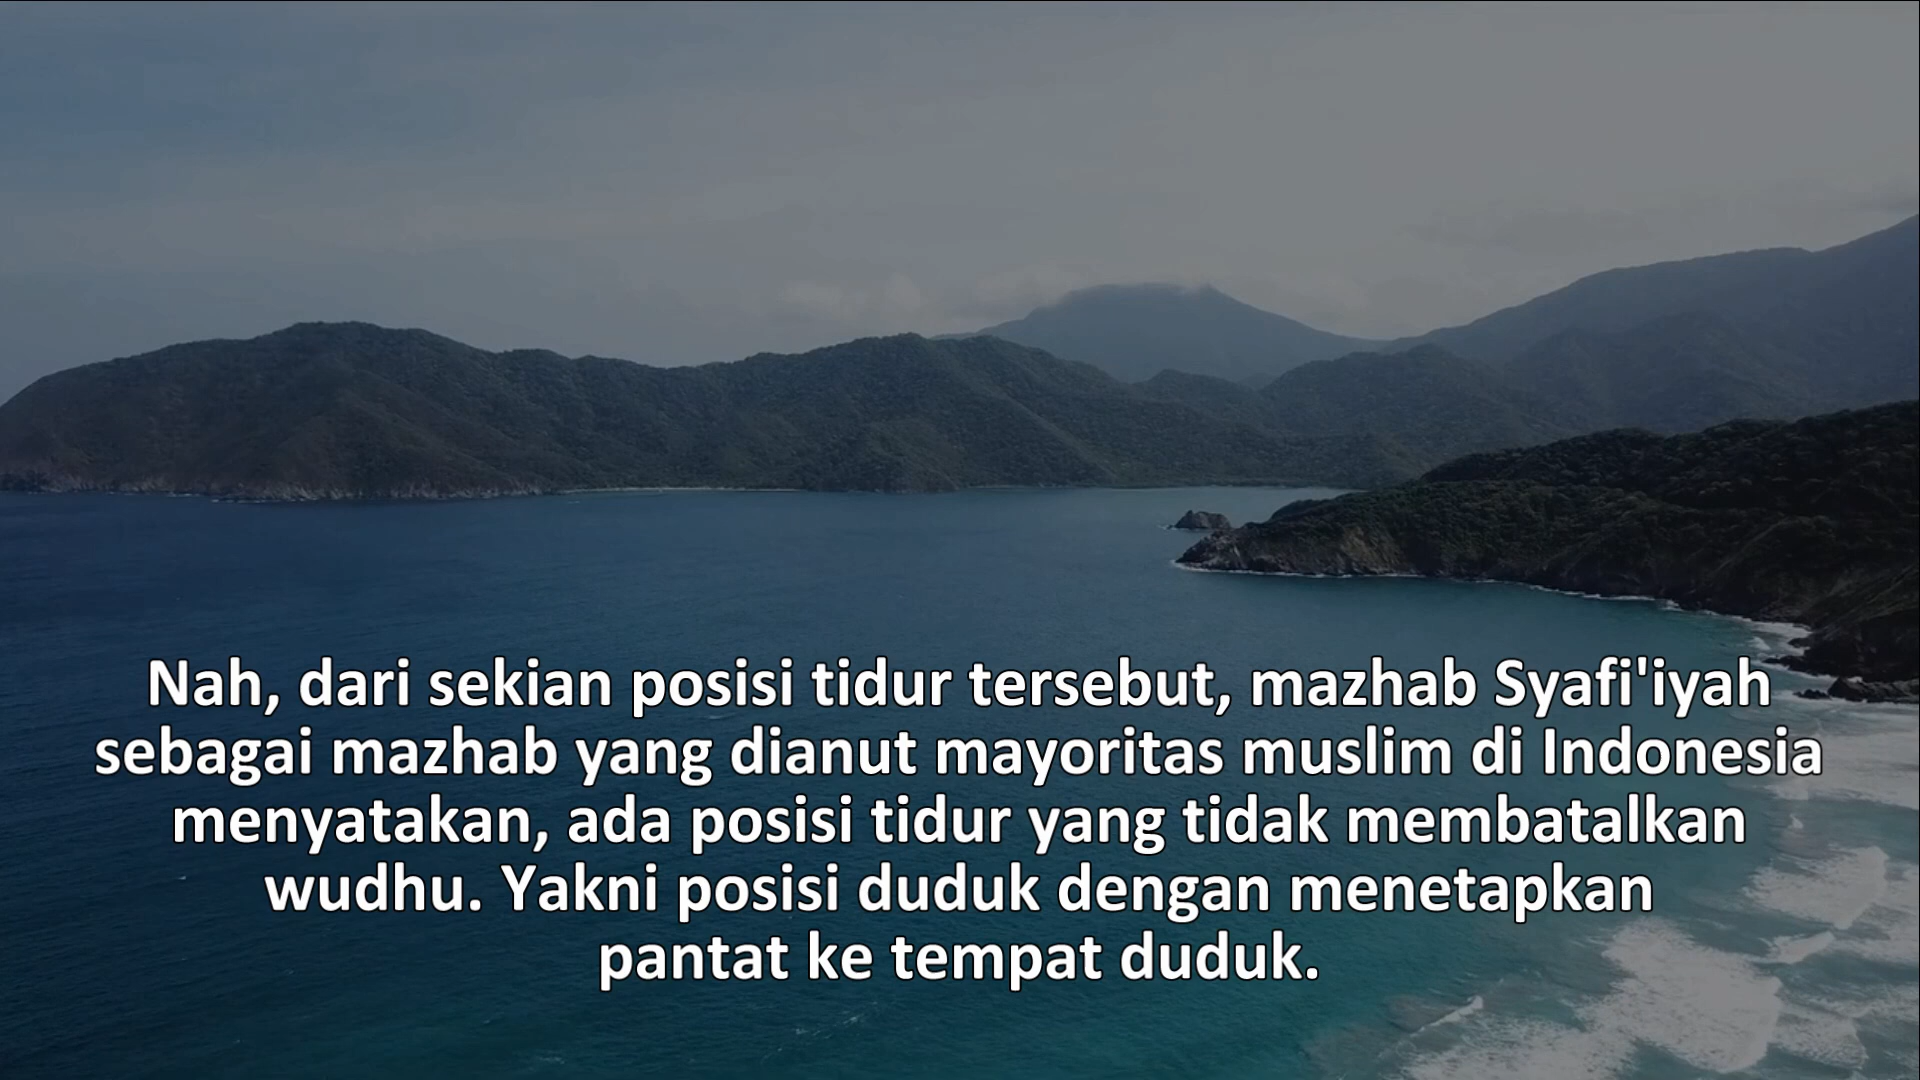 Nah, dari sekian posisi tidur tersebut, mazhab Syafi'iyah
sebagai mazhab yang dianut mayoritas muslim di Indonesia
menyatakan, ada posisi tidur yang tidak membatalkan
wudhu. Yakni posisi duduk dengan menetapkan
pantat ke tempat duduk.